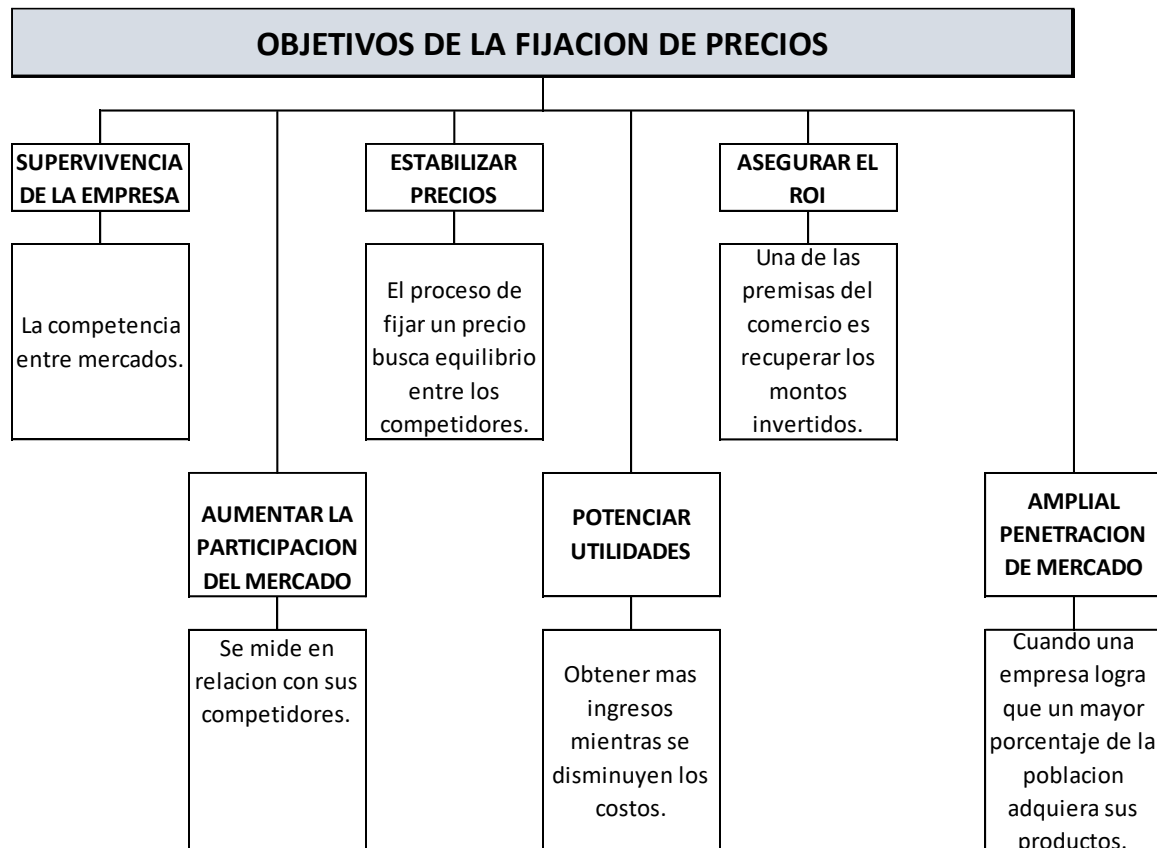 OBJETIVOS DE LA FIJACION DE PRECIOS
SUPERVIVENCIA
DE LA EMPRESA
La competencia
entre mercados.
ESTABILIZAR
PRECIOS
El proceso de
fijar un precio
busca equilibrio
entre los
competidores.
ASEGURAR EL
ROI
Una de las
premisas del
comercio es
recuperar los
montos
invertidos.
AUMENTAR LA
PARTICIPACION
DEL MERCADO
Se mide en
relacion con sus
competidores.
POTENCIAR
UTILIDADES
Obtener mas
ingresos
mientras se
disminuyen los
costos.
AMPLIAL
PENETRACION
DE MERCADO
Cuando una
empresa logra
que un mayor
porcentaje de la
poblacion
adquiera sus
productos.